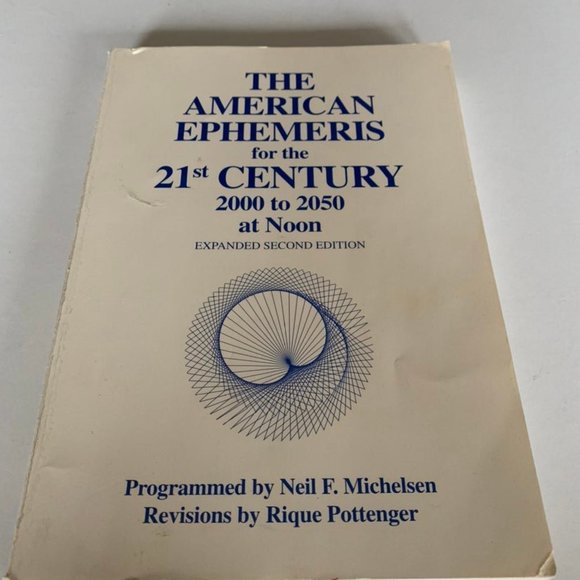 THE
AMERICAN
EPHEMERIS
for the
21st CENTURY
2000 to 2050
at Noon
EXPANDED SECOND EDITION
Programmed by Neil F. Michelsen
Revisions by Rique Pottenger